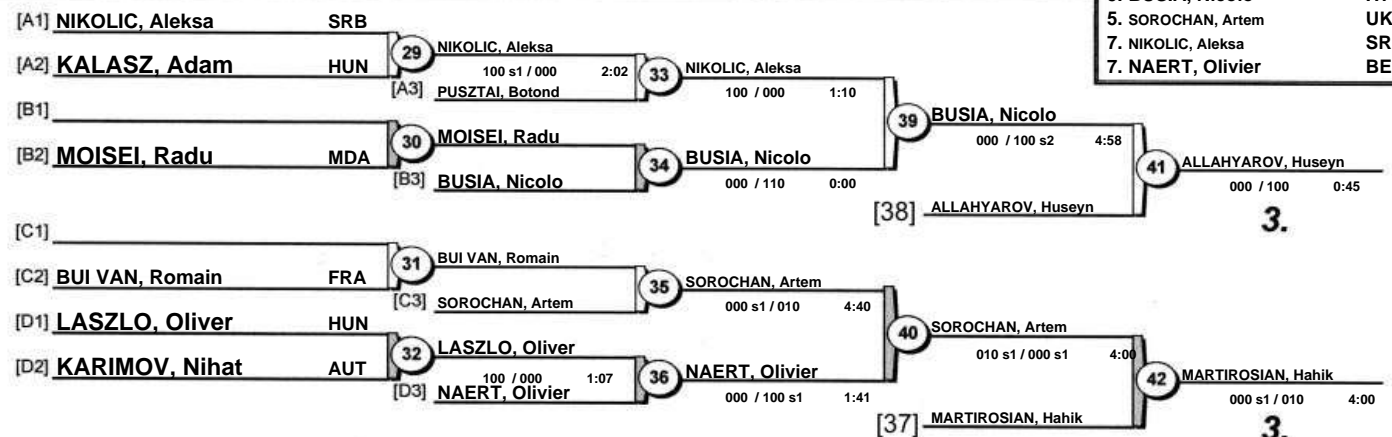 5. SOROCHAN, Artem UK
7. NIKOLIC, Aleksa SR
7. NAERT, Olivier BE
[A1] NIKOLIC, Aleksa SRB
[A2] KALASZ, Adam HUN
29
NIKOLIC, Aleksa
100 s1 / 000 2:02
[A3] PUSZTAI, Botond
33
NIKOLIC, Aleksa
100 / 000 1:10
[B1]
[B2] MOISEI, Radu MDA
30
MOISEI, Radu
[B3] BUSIA, Nicolo
34
BUSIA, Nicolo
000 / 110 0:00
39
BUSIA, Nicolo
000 / 100 s2 4:58
[38] ALLAHYAROV, Huseyn
41
ALLAHYAROV, Huseyn
000 / 100 0:45
3.
[C1]
[C2] BUI VAN, Romain FRA
31
BUI VAN, Romain
[C3] SOROCHAN, Artem
35
SOROCHAN, Artem
000 s1 / 010 4:40
[D1] LASZLO, Oliver HUN
[D2] KARIMOV, Nihat AUT
32
LASZLO, Oliver
100 / 000 1:07
[D3] NAERT, Olivier
36
NAERT, Olivier
000 / 100 s1 1:41
40
SOROCHAN, Artem
010 s1 / 000 s1 4:00
[37] MARTIROSIAN, Hahik
42
MARTIROSIAN, Hahik
000 s1 / 010 4:00
3.